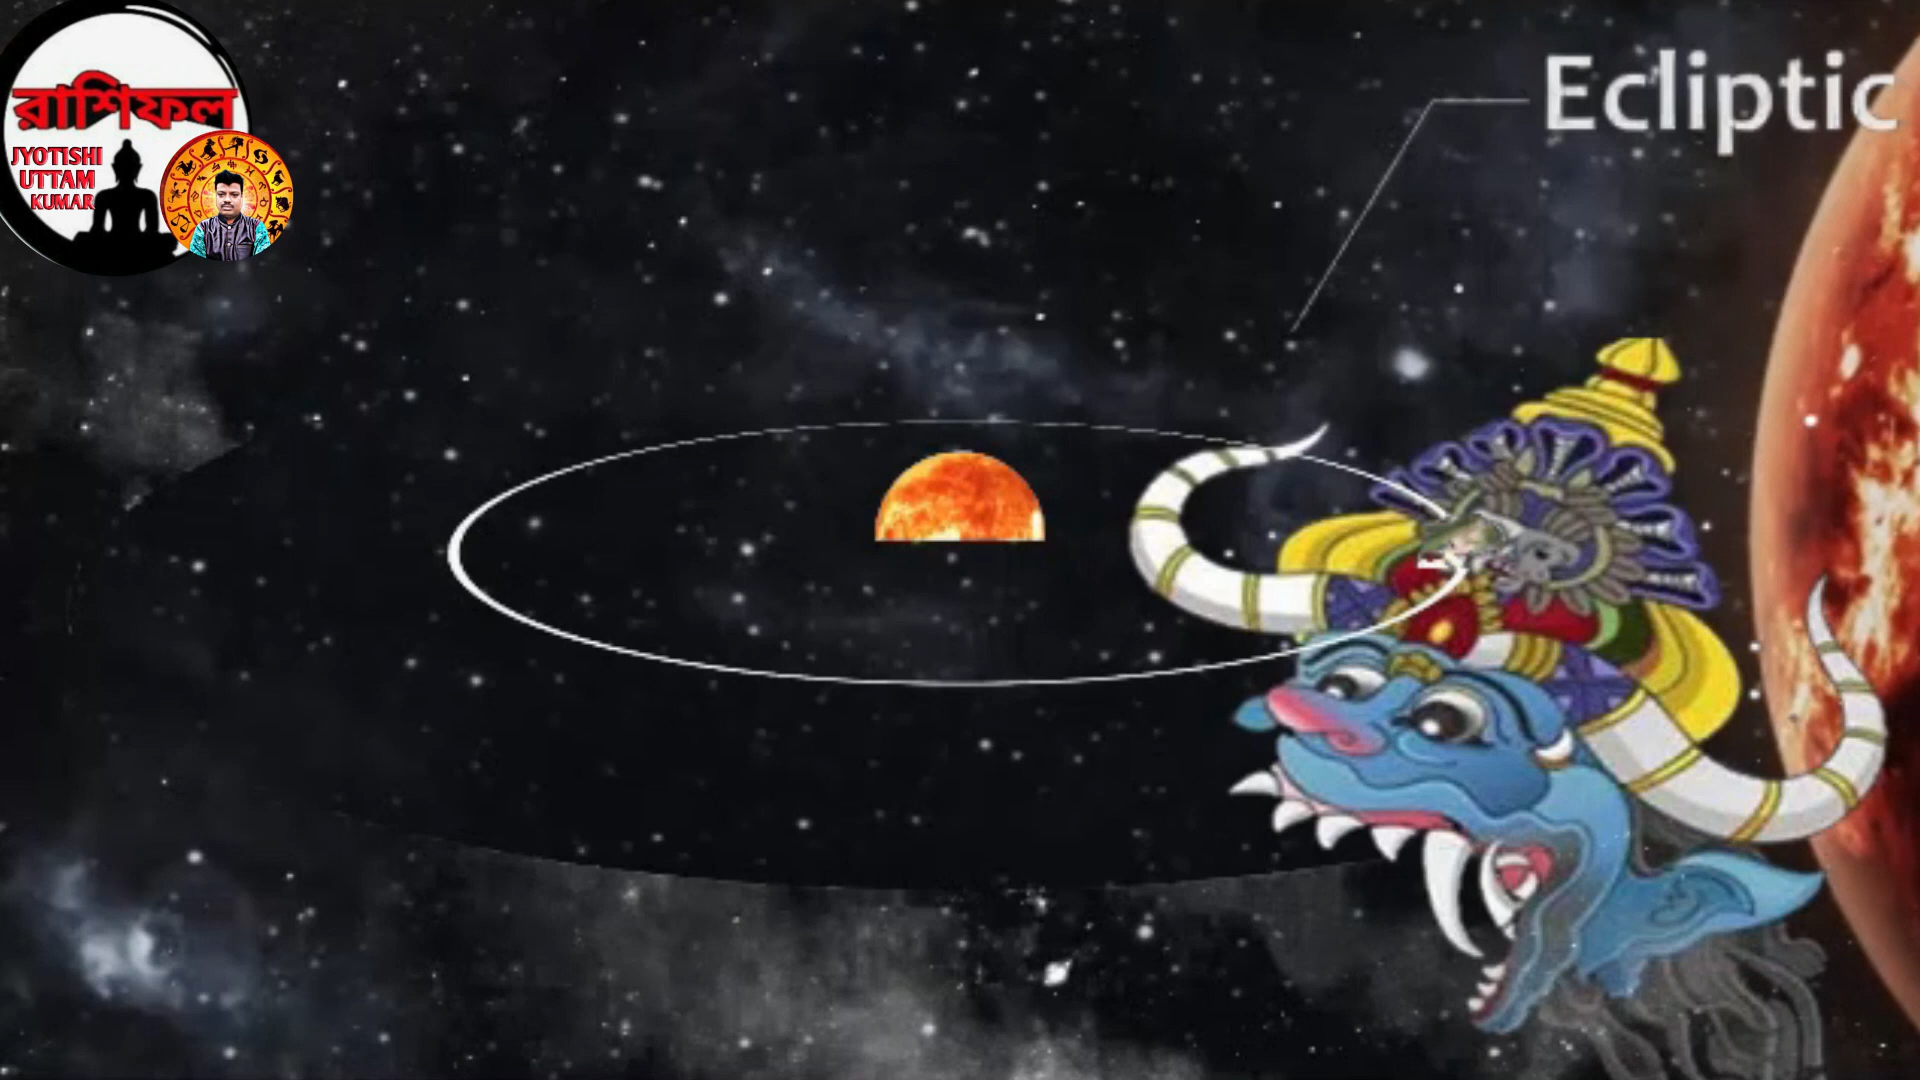 রাশিফল
JYOTISHI
UTTAM
KUMAR
Ecliptic